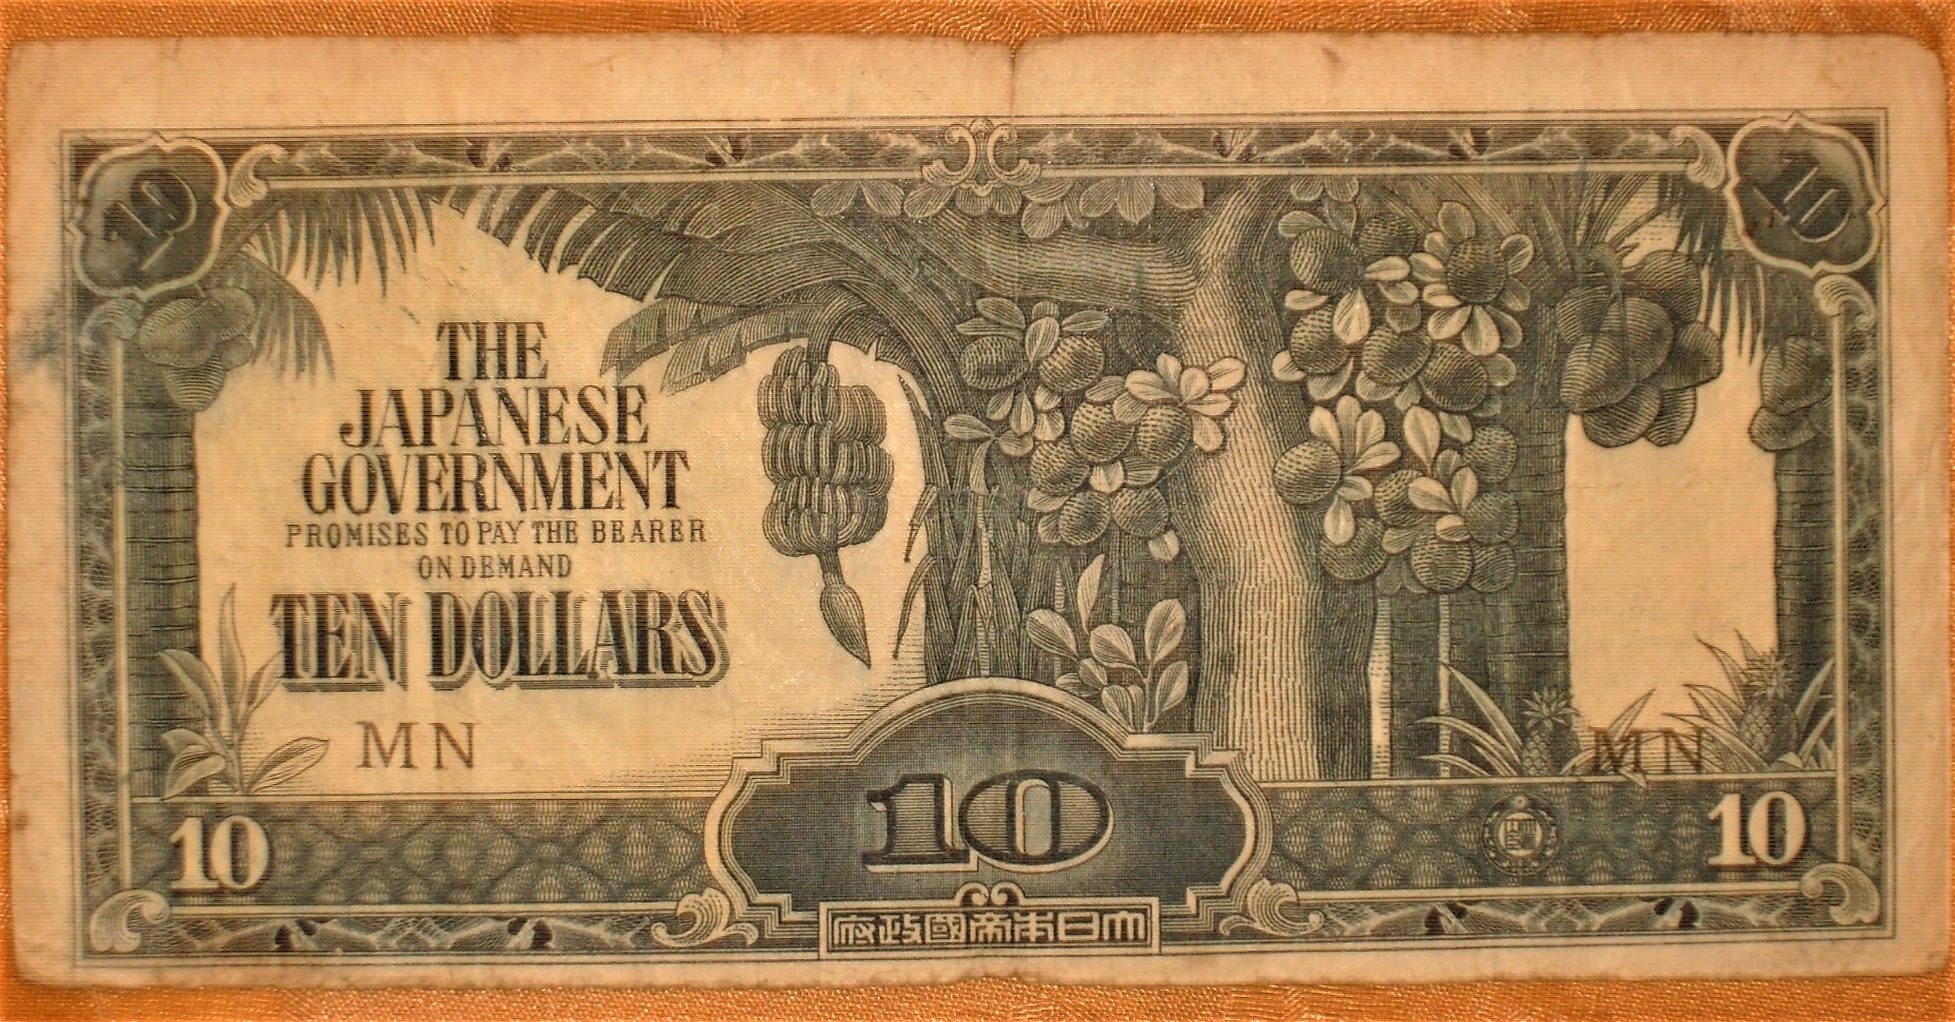 10
10
THE
JAPANESE
GOVERNMENT
PROMISES TO PAY THE BEARER
ON DEMAND
TEN DOLLARS
MN
MN
10
10
10
府政國帝本日大